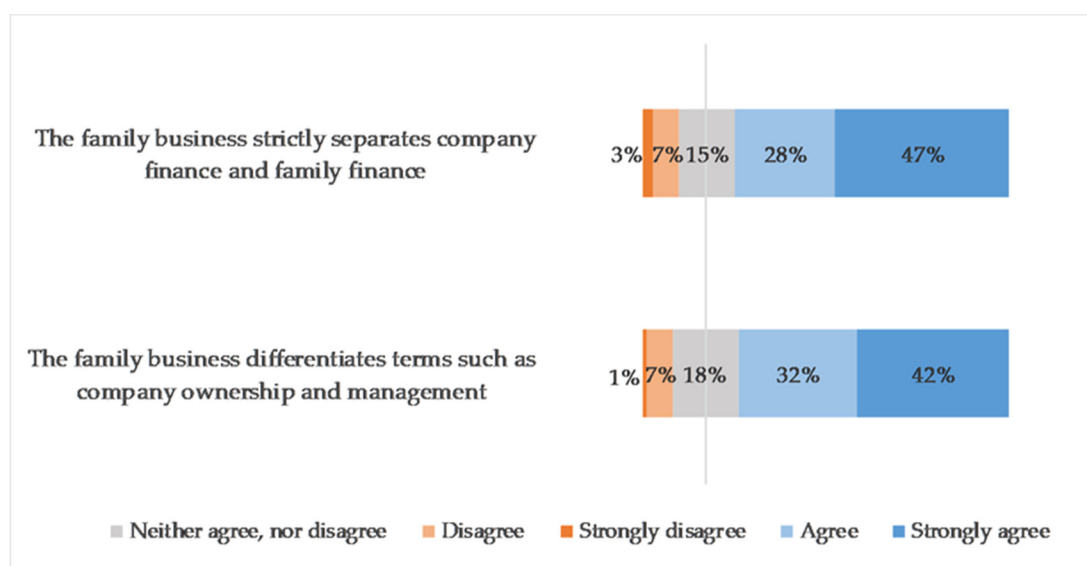 The family business strictly separates company
finance and family finance
3% 7% 15% 28% 47%
The family business differentiates terms such as
company ownership and management
1% 7% 18% 32% 42%
Neither agree, nor disagree Disagree Strongly disagree Agree Strongly agree